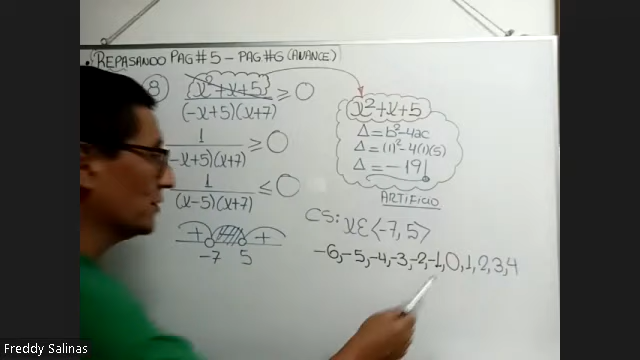 • REPASANDO PAG#5 - PAG#6 (AVANCE)
8
x²+x+5
(-x+5)(x+7)
≥ 0
1
-x+5)(x+7)
≥ 0
1
(x-5)(x+7)
≤ 0
+ +
-7 5
x²+x+5
Δ=b²-4ac
Δ=(1)²-4(1)(5)
Δ=-19
ARTIFICIO
CS: xε<-7,5>
-6,-5,-4,-3,-2,-1,0,1,2,3,4
Freddy Salinas